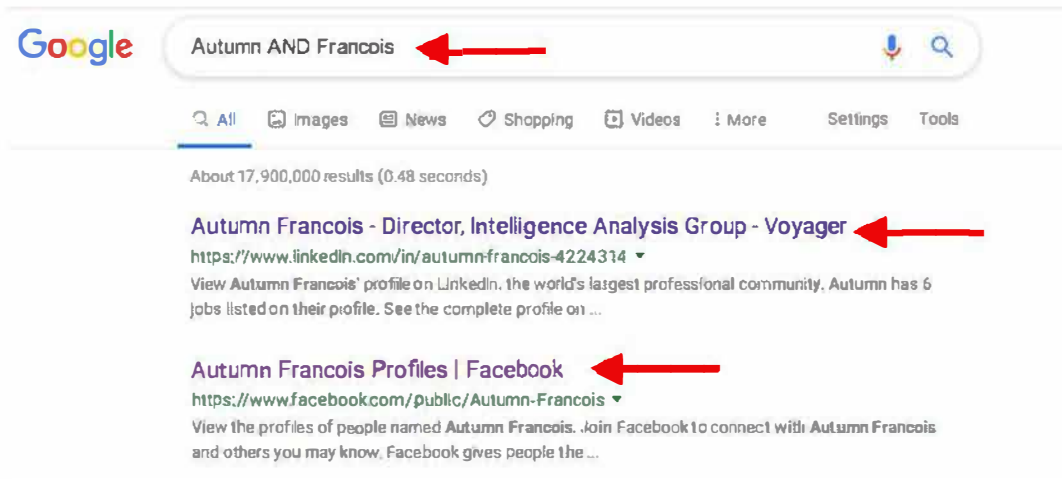 Google
Autumn AND Francois
All Images News Shopping Videos More Settings Tools
About 17,900,000 results (0.48 seconds)
Autumn Francois - Director, Intelligence Analysis Group - Voyager
https://www.linkedin.com/in/autumn-francois-4224314
View Autumn Francois' profile on LinkedIn, the world's largest professional community. Autumn has 6
jobs listed on their profile. See the complete profile on ...
Autumn Francois Profiles | Facebook
https://www.facebook.com/public/Autumn-Francois
View the profiles of people named Autumn Francois. Join Facebook to connect with Autumn Francois
and others you may know. Facebook gives people the ...